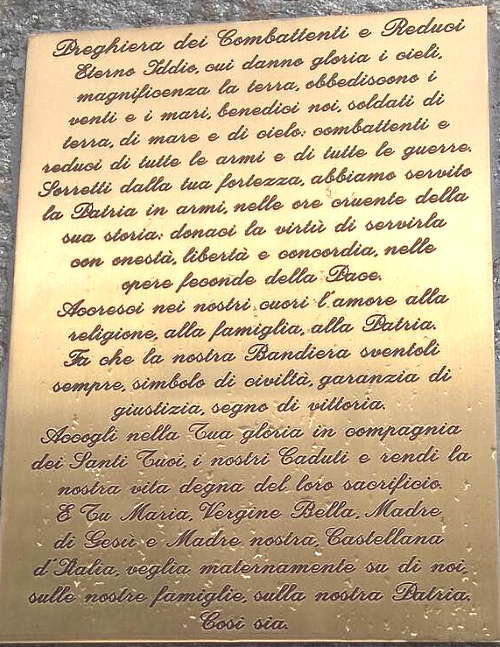 Preghiera dei Combattenti e Reduci
Eterno Iddio, cui danno gloria i cieli,
magnificenza la terra, obbediscono i
venti e i mari, benedici noi, soldati di
terra, di mare e di cielo: combattenti e
reduci di tutte le armi e di tutte le guerre.
Sorretti dalla tua fortezza, abbiamo servito
la Patria in armi, nelle ore cruente della
sua storia: donaci la virtù di servirla
con onestà, libertà e concordia, nelle
opere feconde della Pace.
Accresci nei nostri cuori l'amore alla
religione, alla famiglia, alla Patria.
Fa che la nostra Bandiera sventoli
sempre, simbolo di civiltà, garanzia di
giustizia, segno di vittoria.
Accogli nella Tua gloria in compagnia
dei Santi Tuoi, i nostri Caduti e rendi la
nostra vita degna del loro sacrificio.
E Tu Maria, Vergine Bella, Madre
di Gesù e Madre nostra, Castellana
d'Italia, veglia maternamente su di noi,
sulle nostre famiglie, sulla nostra Patria.
Così sia.